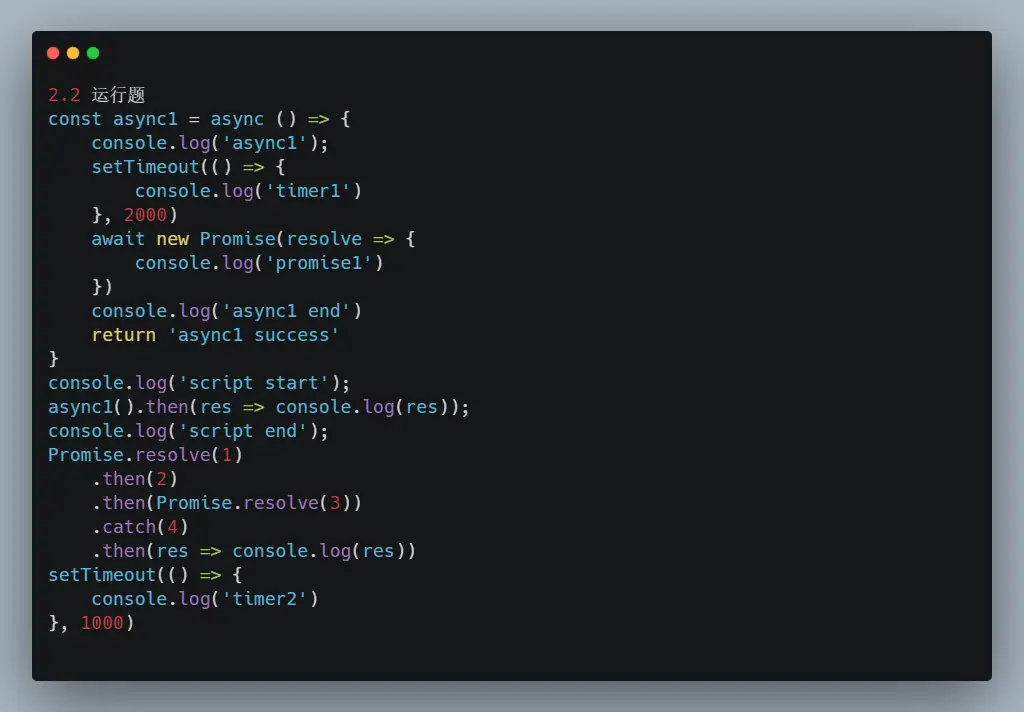 2.2 运行题
const async1 = async () => {
    console.log('async1');
    setTimeout(() => {
        console.log('timer1')
    }, 2000)
    await new Promise(resolve => {
        console.log('promise1')
    })
    console.log('async1 end')
    return 'async1 success'
}
console.log('script start');
async1().then(res => console.log(res));
console.log('script end');
Promise.resolve(1)
    .then(2)
    .then(Promise.resolve(3))
    .catch(4)
    .then(res => console.log(res))
setTimeout(() => {
    console.log('timer2')
}, 1000)